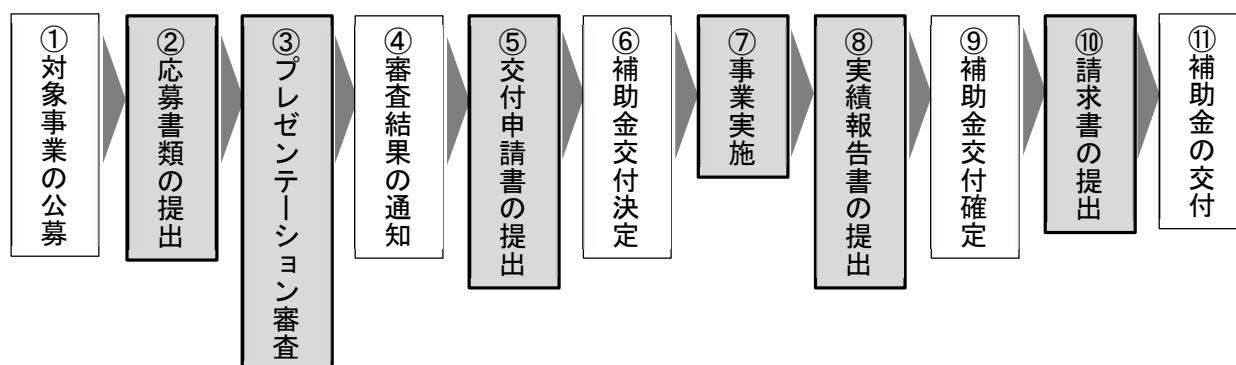 ①対象事業の公募
②応募書類の提出
③プレゼンテーション審査
④審査結果の通知
⑤交付申請書の提出
⑥補助金交付決定
⑦事業実施
⑧実績報告書の提出
⑨補助金交付確定
⑩請求書の提出
⑪補助金の交付